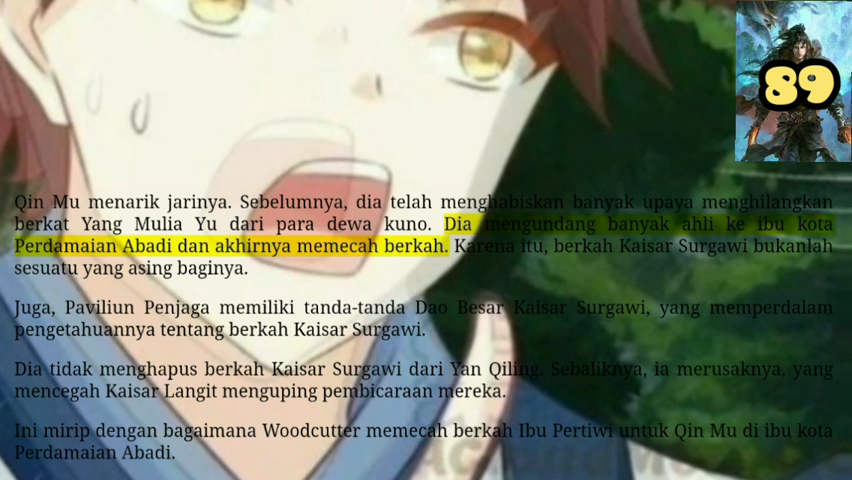 89
Qin Mu menarik jarinya. Sebelumnya, dia telah menghabiskan banyak upaya menghilangkan
berkat Yang Mulia Yu dari para dewa kuno. Dia mengundang banyak ahli ke ibu kota
Perdamaian Abadi dan akhirnya memecah berkah. Karena itu, berkah Kaisar Surgawi bukanlah
sesuatu yang asing baginya.
Juga, Paviliun Penjaga memiliki tanda-tanda Dao Besar Kaisar Surgawi, yang memperdalam
pengetahuannya tentang berkah Kaisar Surgawi.
Dia tidak menghapus berkah Kaisar Surgawi dari Yan Qiling. Sebaliknya, ia merusaknya, yang
mencegah Kaisar Langit menguping pembicaraan mereka.
Ini mirip dengan bagaimana Woodcutter memecah berkah Ibu Pertiwi untuk Qin Mu di ibu kota
Perdamaian Abadi.